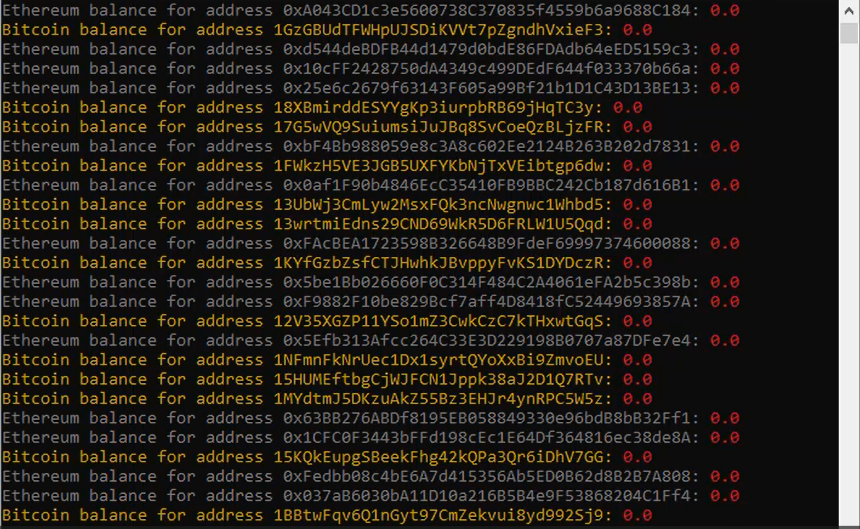 Ethereum balance for address 0xA043CD1c3e5600738C370835f4559b6a9688C184: 0.0
Bitcoin balance for address 1GzGBUdTFWHpUJSDiKVVt7pZgndhVxieF3: 0.0
Ethereum balance for address 0xd544deBDFB44d1479d0bdE86FDAdb64eED5159c3: 0.0
Ethereum balance for address 0x10cFF2428750dA4349c499DEdF644f033370b66a: 0.0
Ethereum balance for address 0x25e6c2679f63143F605a99Bf21b1D1C43D13BE13: 0.0
Bitcoin balance for address 18XBmirddESYYgKp3iurpbRB69jHqTC3y: 0.0
Bitcoin balance for address 17G5wVQ9SuiumsiJuJBq8SvCoeQzBLjzFR: 0.0
Ethereum balance for address 0xbF4Bb988059e8c3A8c602Ee2124B263B202d7831: 0.0
Bitcoin balance for address 1FWkzH5VE3JGB5UXFYKbNjTxVEibtgp6dw: 0.0
Ethereum balance for address 0x0af1F90b4846EcC35410FB9BBC242Cb187d616B1: 0.0
Bitcoin balance for address 13UbWj3CmLyw2MsxFQk3ncNwgnwc1Whbd5: 0.0
Bitcoin balance for address 13wrtmiEdns29CND69WkR5D6FRLW1U5Qqd: 0.0
Ethereum balance for address 0xFAcBEA1723598B326648B9FdeF69997374600088: 0.0
Bitcoin balance for address 1KYfGzbZsfCTJHwhkJBvppyFvKS1DYDczR: 0.0
Ethereum balance for address 0x5be1Bb026660F0C314F484C2A4061eFA2b5c398b: 0.0
Ethereum balance for address 0xF9882F10be829Bcf7aff4D8418fC52449693857A: 0.0
Bitcoin balance for address 12V35XGZP11YSo1mZ3CwkCzC7kTHxwtGqS: 0.0
Ethereum balance for address 0x5Efb313Afcc264C33E3D229198B0707a87DFe7e4: 0.0
Bitcoin balance for address 1NFmnFkNrUec1Dx1syrtQYoXxBi9ZmvoEU: 0.0
Bitcoin balance for address 15HUMEftbgCjWJFCN1Jppk38aJ2D1Q7RTv: 0.0
Bitcoin balance for address 1MYdtmJ5DKzuAkZ55Bz3EHJr4ynRPC5W5z: 0.0
Ethereum balance for address 0x63BB276ABDf8195EB058849330e96bdB8bB32Ff1: 0.0
Ethereum balance for address 0x1CFC0F3443bFFd198cEc1E64Df364816ec38de8A: 0.0
Bitcoin balance for address 15KQkEupgSBeekFhg42kQPa3Qr6iDhV7GG: 0.0
Ethereum balance for address 0xFedbb08c4bE6A7d415356Ab5ED0B62d8B2B7A808: 0.0
Ethereum balance for address 0x037aB6030bA11D10a216B5B4e9F53868204C1Ff4: 0.0
Bitcoin balance for address 1BBtwFqv6Q1nGyt97CmZekvui8yd992Sj9: 0.0